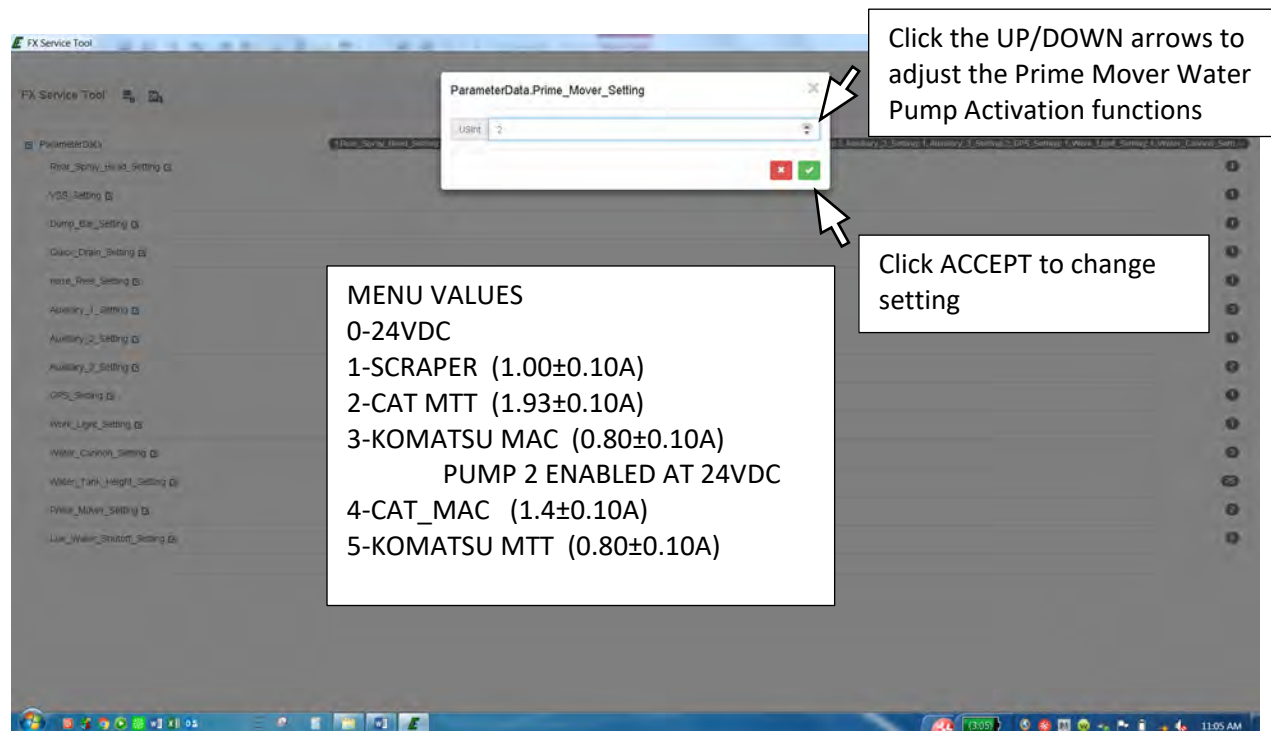 FX Service Tool
Click the UP/DOWN arrows to
adjust the Prime Mover Water
Pump Activation functions
FX Service Tool
ParameterData.Prime_Mover_Setting
USint 2
ParameterData
Rear_Spray_Head_Setting
VSS_Setting
Dump_Bar_Setting
Quick_Drain_Setting
Hose_Reel_Setting
Auxiliary_1_Setting
Auxiliary_2_Setting
GPS_Setting
Work_Light_Setting
Water_Cannon_Setting
Water_Tank_Height_Setting
Prime_Mover_Setting
Low_Water_Shutoff_Setting
Click ACCEPT to change
setting
MENU VALUES
0-24VDC
1-SCRAPER (1.00±0.10A)
2-CAT MTT (1.93±0.10A)
3-KOMATSU MAC (0.80±0.10A)
PUMP 2 ENABLED AT 24VDC
4-CAT_MAC (1.4±0.10A)
5-KOMATSU MTT (0.80±0.10A)
(3:05)
11:05 AM